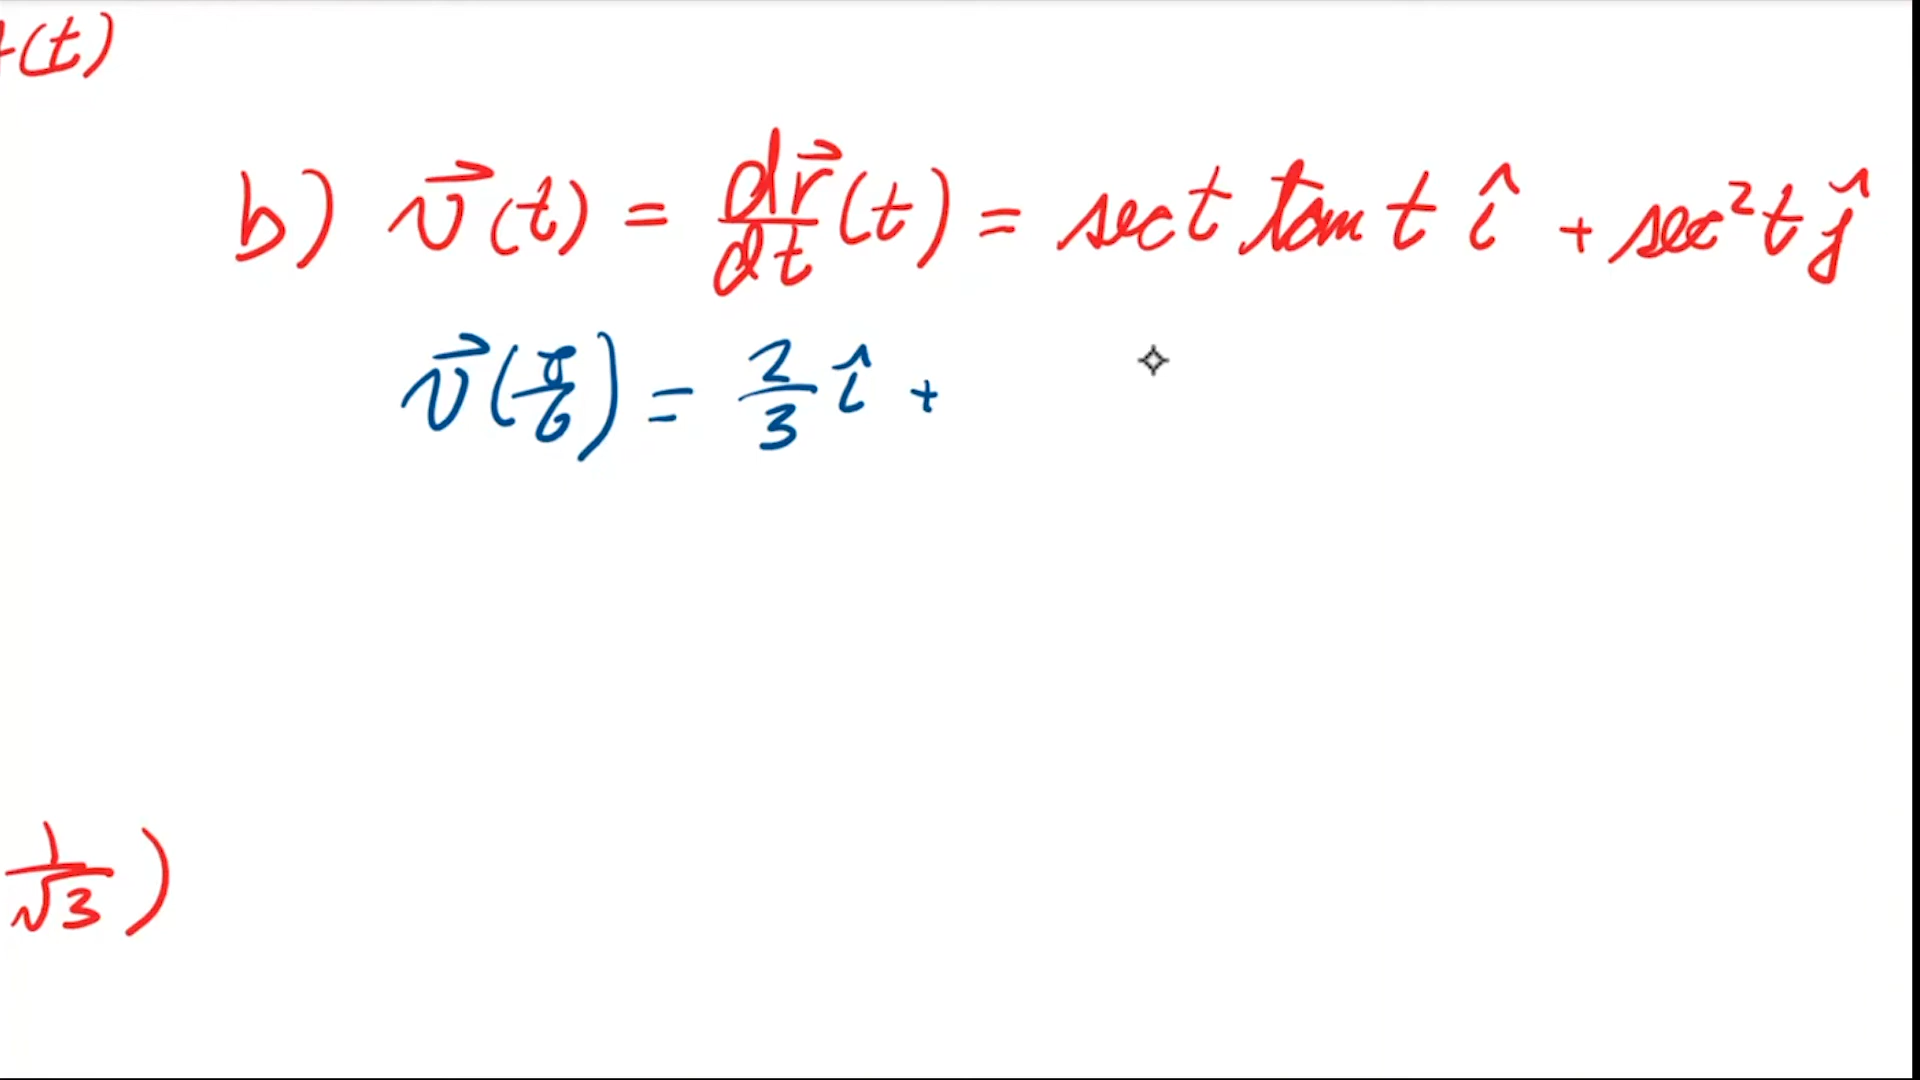 (t)
b) v⃗(t) = dr⃗/dt (t) = sec t tan t î + sec²t ĵ
v⃗(π/6) = 2/3 î +
1/√3 )